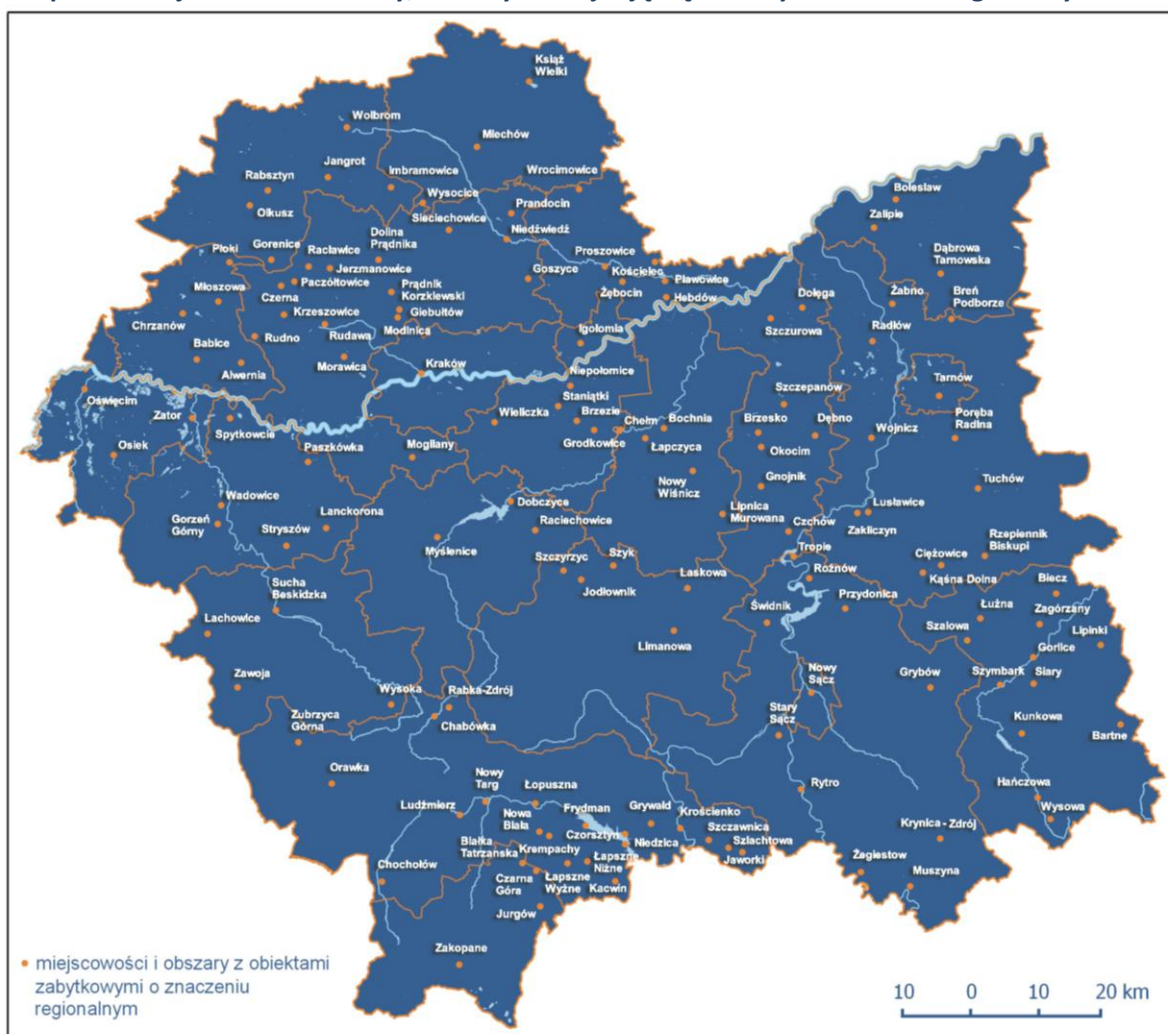 Książ
Wielki
Wolbrom
Miechów
Jangrot
Imbramowice
Wrocimowice
Rabsztyn
Wysocice
Bolesław
Olkusz
Sieciechowice
Prandocin
Zalipie
Dolina
Prądnika
Niedźwiedź
Płoki
Gorenice
Racławice
Proszowice
Dąbrowa
Tarnowska
Jerzmanowice
Goszyce
Kościelec
Pławowice
Młoszowa
Paczółtowice
Prądnik
Korzkiewski
Żębocin
Hebdów
Dołęga
Żabno
Breń
Podborze
Czerna
Chrzanów
Krzeszowice
Giebułtów
Szczurowa
Modlnica
Igołomia
Radłów
Rudno
Rudawa
Babice
Morawica
Kraków
Alwernia
Niepołomice
Szczepanów
Tarnów
Oświęcim
Staniątki
Zator
Wieliczka
Brzezie
Brzesko
Dębno
Poręba
Radlna
Spytkowice
Chełm
Bochnia
Wojnicz
Osiek
Paszkówka
Mogilany
Grodkowice
Łapczyca
Okocim
Gnojnik
Nowy
Wiśnicz
Tuchów
Wadowice
Dobczyce
Lanckorona
Lipnica
Murowana
Lusławice
Gorzeń
Górny
Raciechowice
Czchów
Zakliczyn
Stryszów
Myślenice
Rzepiennik
Biskupi
Szczyrzyc
Szyk
Tropie
Ciężowice
Rożnów
Kąśna Dolna
Biecz
Sucha
Beskidzka
Jodłownik
Laskowa
Przydonica
Świdnik
Łużna
Zagórzany
Lachowice
Szalowa
Lipinki
Limanowa
Gorlice
Zawoja
Nowy
Sącz
Grybów
Szymbark
Siary
Wysoka
Rabka-Zdrój
Stary
Sącz
Zubrzyca
Górna
Chabówka
Kunkowa
Bartne
Orawka
Nowy
Targ
Łopuszna
Rytro
Hańczowa
Ludźmierz
Frydman
Grywałd
Krościenko
Wysowa
Nowa
Biała
Czorsztyn
Szczawnica
Krynica - Zdrój
Białka
Tatrzańska
Krempachy
Niedzica
Szlachtowa
Jaworki
Chochołów
Łapsze
Niżne
Żegiestow
Muszyna
Czarna
Góra
Łapszne
Wyżne
Kacwin
Jurgów
Zakopane
miejscowości i obszary z obiektami
zabytkowymi o znaczeniu
regionalnym
10 0 10 20 km